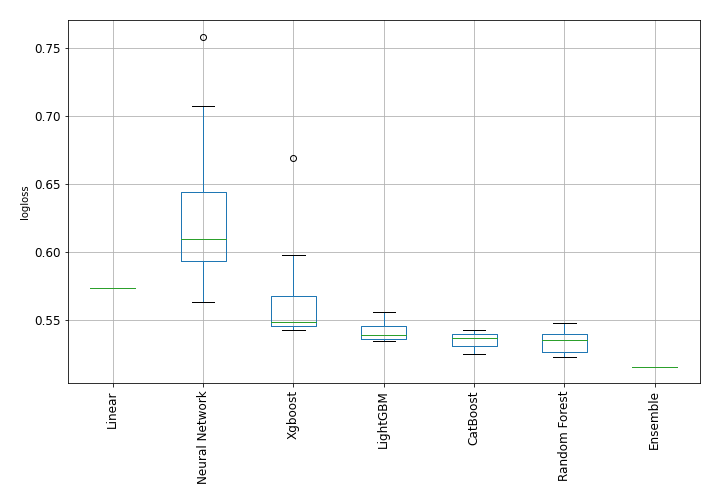 0.75
0.70
0.65
0.60
0.55
logloss
Linear
Neural Network
Xgboost
LightGBM
CatBoost
Random Forest
Ensemble